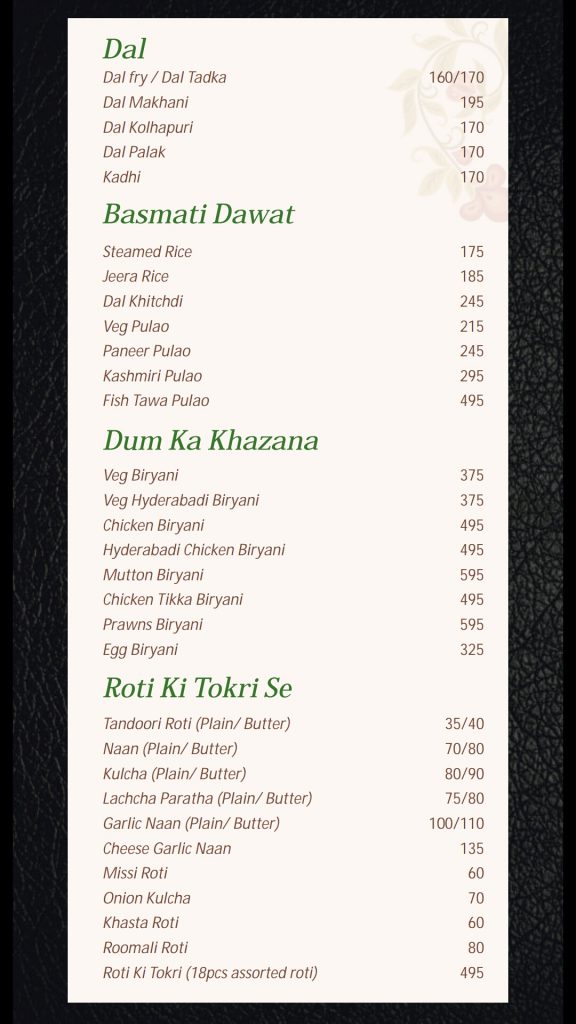 Dal
Dal fry / Dal Tadka 160/170
Dal Makhani 195
Dal Kolhapuri 170
Dal Palak 170
Kadhi 170
Basmati Dawat
Steamed Rice 175
Jeera Rice 185
Dal Khitchdi 245
Veg Pulao 215
Paneer Pulao 245
Kashmiri Pulao 295
Fish Tawa Pulao 495
Dum Ka Khazana
Veg Biryani 375
Veg Hyderabadi Biryani 375
Chicken Biryani 495
Hyderabadi Chicken Biryani 495
Mutton Biryani 595
Chicken Tikka Biryani 495
Prawns Biryani 595
Egg Biryani 325
Roti Ki Tokri Se
Tandoori Roti (Plain/ Butter) 35/40
Naan (Plain/ Butter) 70/80
Kulcha (Plain/ Butter) 80/90
Lachcha Paratha (Plain/ Butter) 75/80
Garlic Naan (Plain/ Butter) 100/110
Cheese Garlic Naan 135
Missi Roti 60
Onion Kulcha 70
Khasta Roti 60
Roomali Roti 80
Roti Ki Tokri (18pcs assorted roti) 495